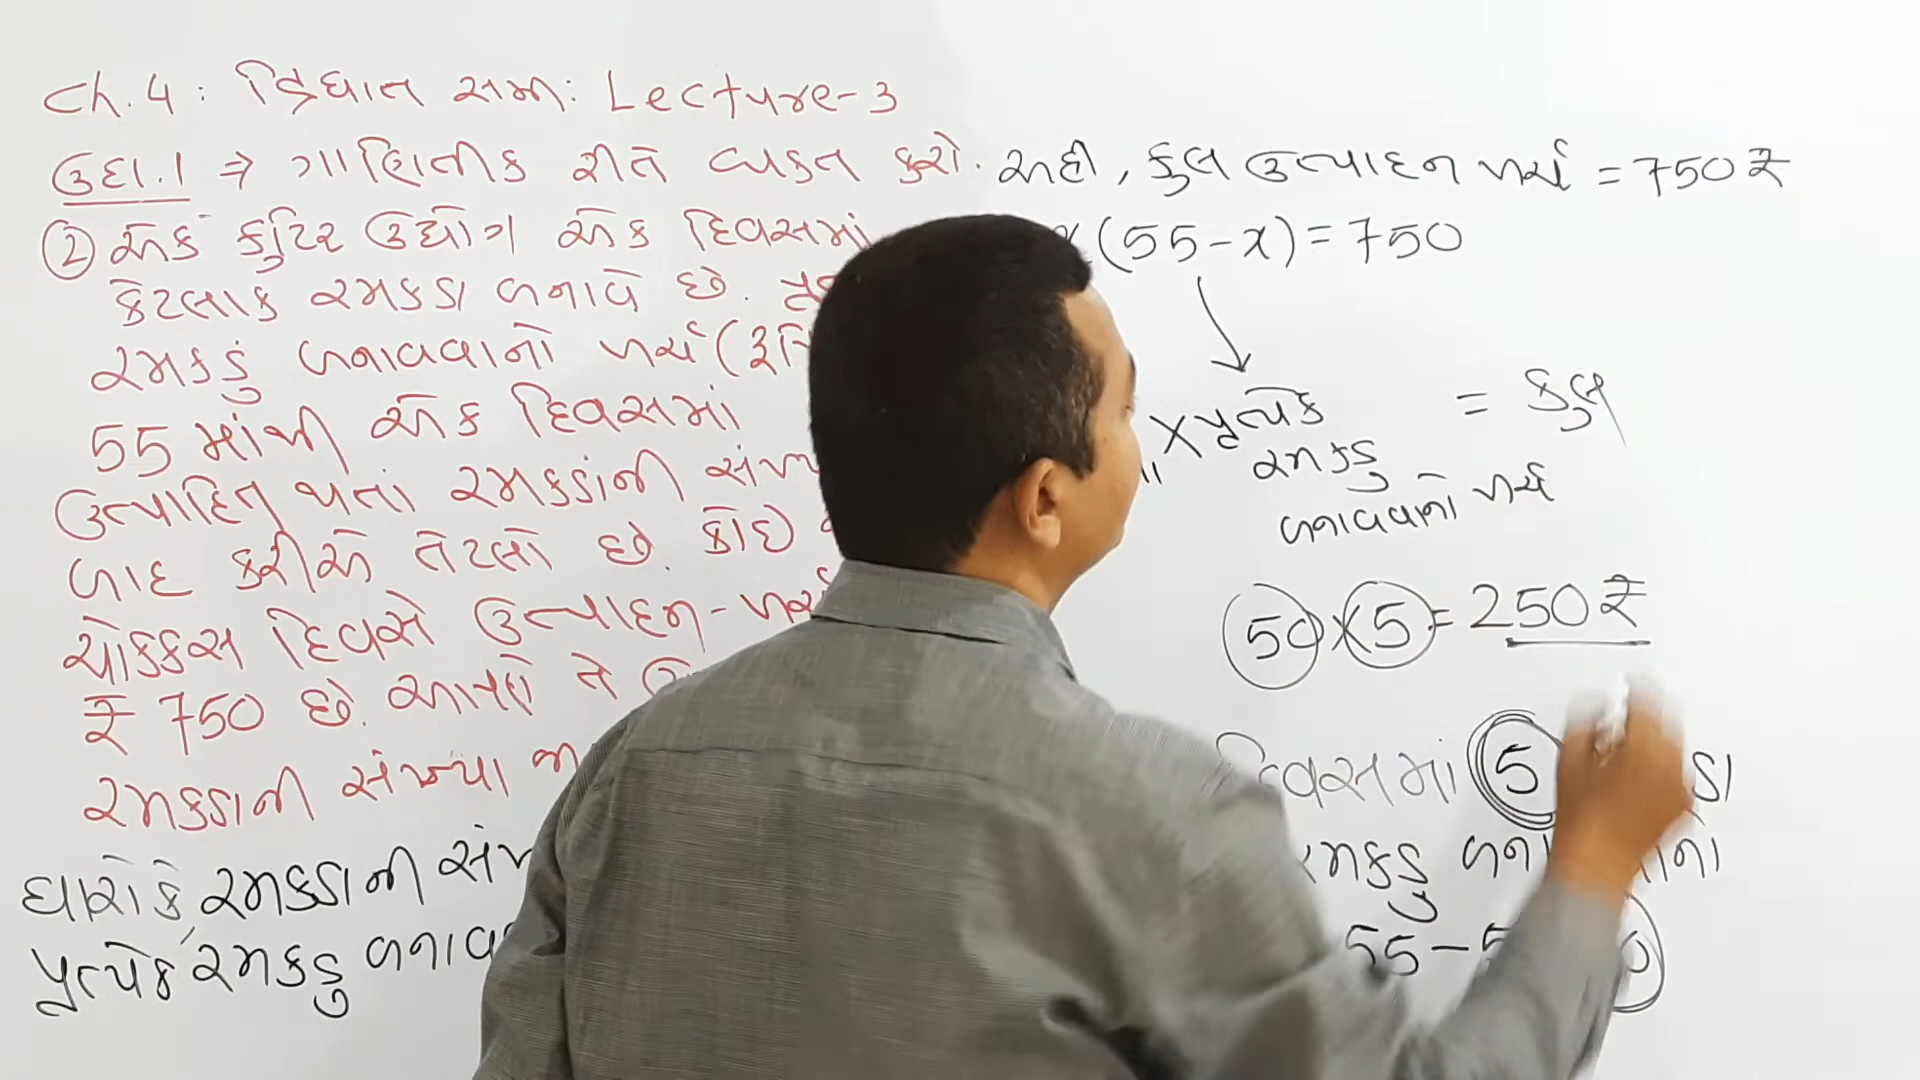 Ch. 4 : દ્વિઘાત સમી: Lecture-3
ઉદા.1 ⇒ ગાણિતીક રીતે વ્યક્ત કરો.
② એક કુટિર ઉદ્યોગ એક દિવસમાં
કેટલાક રમકડા બનાવે છે.
રમકડું બનાવવાનો ખર્ચ (રૂપિ
55 માંથી એક દિવસમાં
ઉત્પાદિત થતાં રમકડાંની સંખ્
બાદ કરીએ તેટલો છે. કોઇ
ચોક્કસ દિવસે ઉત્પાદન-ખર્ચ
₹ 750 છે. આપણે તે
રમકડાની સંખ્યા
ધારોકે, રમકડાની સંખ
પ્રત્યેક રમકડુ બનાવ
અહી, કુલ ઉત્પાદન ખર્ચ = 750 ₹
x(55-x) = 750
× પ્રત્યેક = કુલ
રમકડુ
બનાવવાનો ખર્ચ
50 × 5 = 250 ₹
દિવસમાં 5 ડા
રમકડુ બના ના
55 - 5